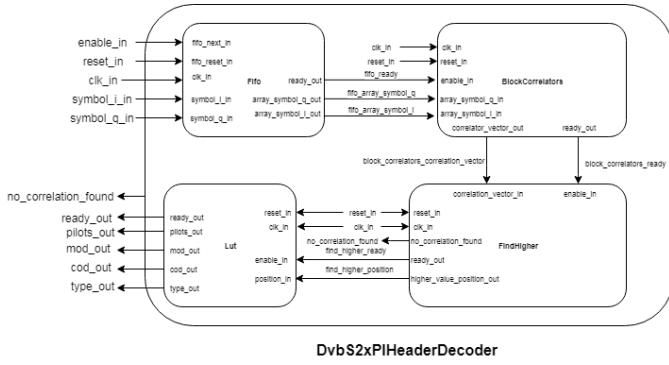 enable_in
reset_in
clk_in
symbol_i_in
symbol_q_in
fifo_next_in
fifo_reset_in
clk_in
symbol_I_in
symbol_q_in
Fifo
ready_out
array_symbol_q_out
array_symbol_I_out
clk_in
reset_in
fifo_ready
fifo_array_symbol_q
fifo_array_symbol_I
clk_in
reset_in
enable_in
array_symbol_q_in
array_symbol_I_in
BlockCorrelators
correlator_vector_out
ready_out
block_correlators_correlation_vector
block_correlators_ready
no_correlation_found
ready_out
pilots_out
mod_out
cod_out
type_out
ready_out
pilots_out
mod_out
cod_out
type_out
Lut
reset_in
clk_in
enable_in
position_in
reset_in
clk_in
no_correlation_found
find_higher_ready
find_higher_position
correlation_vector_in
enable_in
reset_in
clk_in
no_correlation_found
ready_out
higher_value_position_out
FindHigher
DvbS2xPlHeaderDecoder